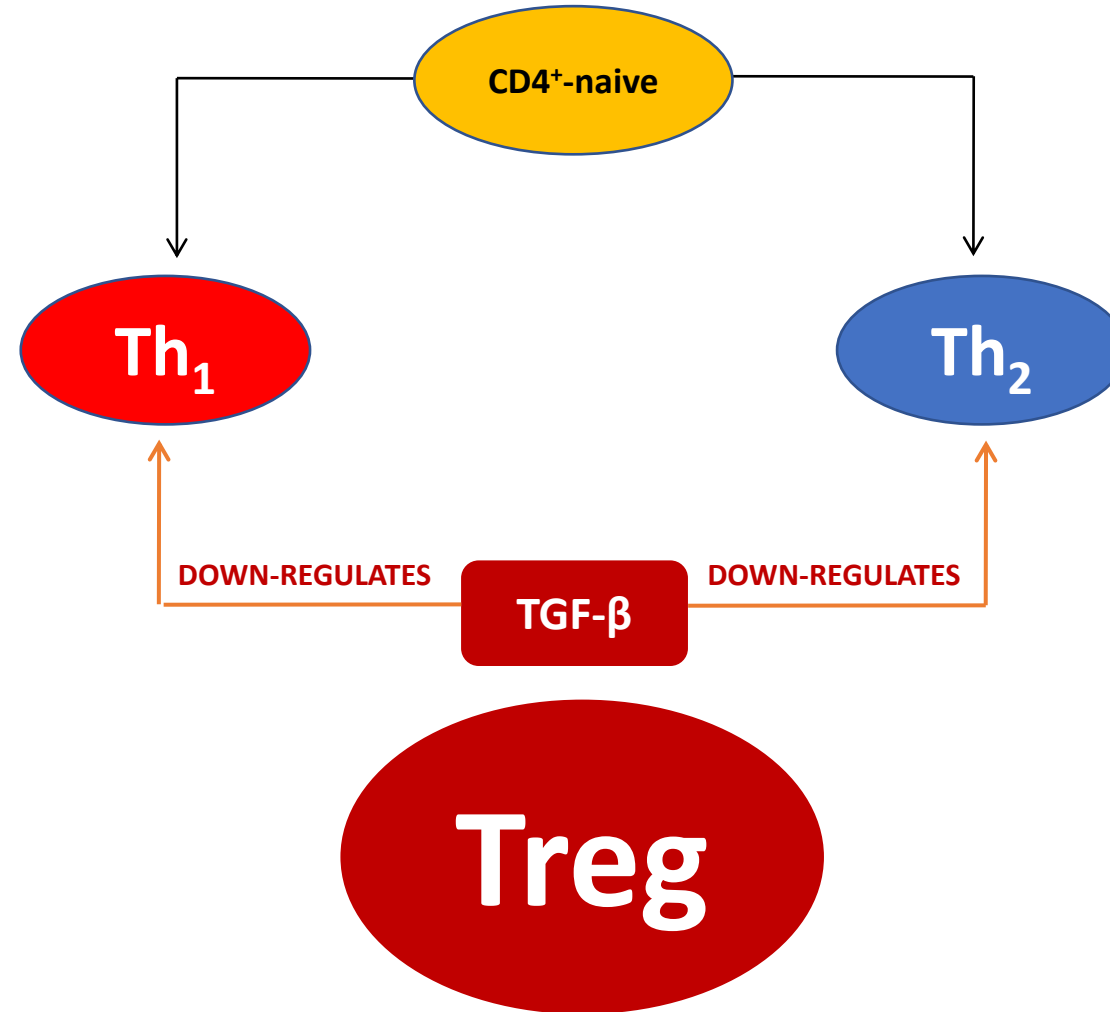 CD4⁺-naive
Th₁
Th₂
DOWN-REGULATES
DOWN-REGULATES
TGF-β
Treg